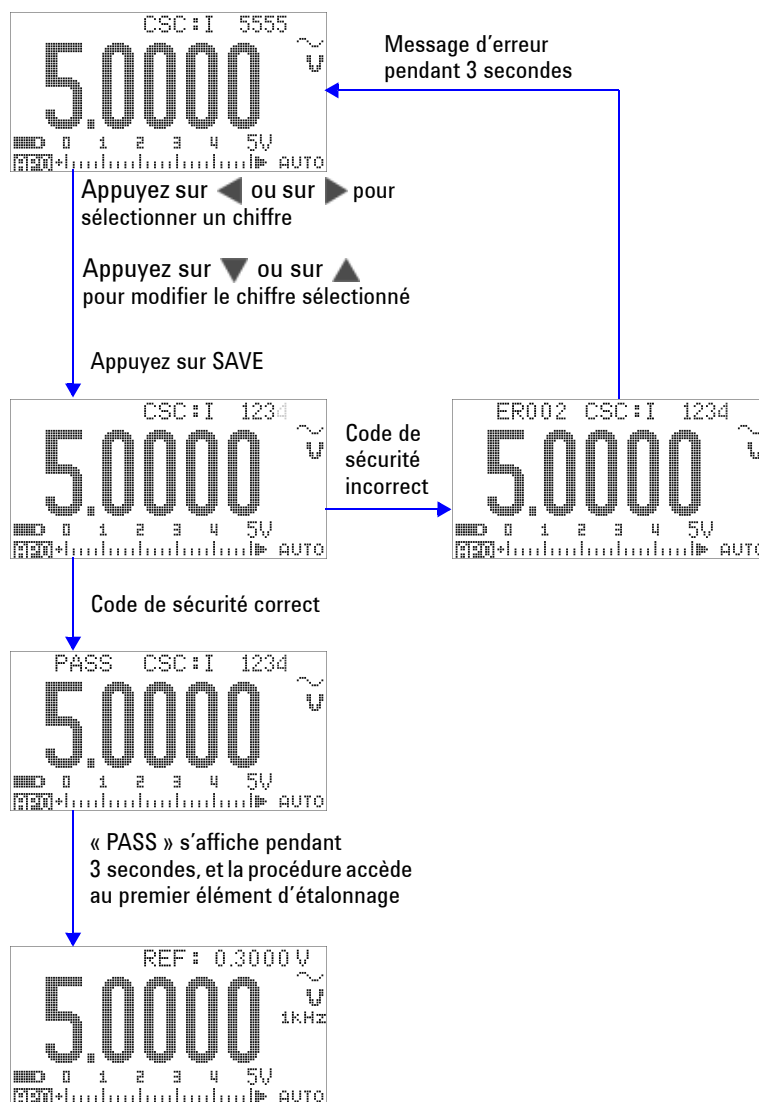 CSC:I 5555
5.0000
0 1 2 3 4 5V
AUTO
Message d'erreur
pendant 3 secondes
Appuyez sur ou sur pour
sélectionner un chiffre
Appuyez sur ou sur
pour modifier le chiffre sélectionné
Appuyez sur SAVE
CSC:I 1234
5.0000
0 1 2 3 4 5V
AUTO
Code de
sécurité
incorrect
ER002 CSC:I 1234
5.0000
0 1 2 3 4 5V
AUTO
Code de sécurité correct
PASS CSC:I 1234
5.0000
0 1 2 3 4 5V
AUTO
« PASS » s'affiche pendant
3 secondes, et la procédure accède
au premier élément d'étalonnage
REF: 0.3000 V
5.0000
1kHz
0 1 2 3 4 5V
AUTO